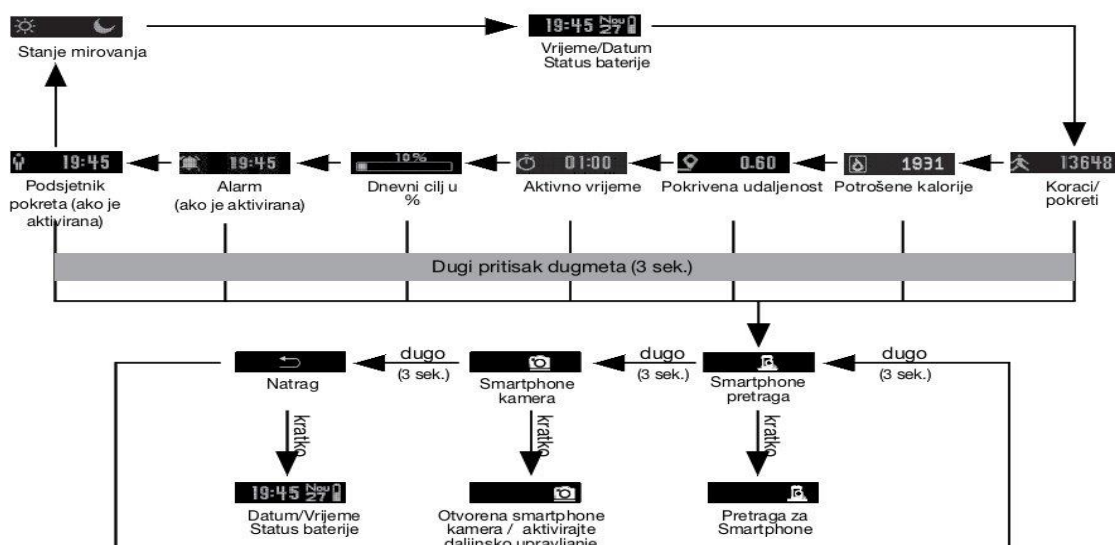 19:45 Nov 27
Stanje mirovanja
Vrijeme/Datum
Status baterije
19:45
19:45
10%
01:00
0.60
1931
13648
Podsjetnik
pokreta (ako je
aktivirana)
Alarm
(ako je aktivirana)
Dnevni cilj u
%
Aktivno vrijeme
Pokrivena udaljenost
Potrošene kalorije
Koraci/
pokreti
Dugi pritisak dugmeta (3 sek.)
Natrag
dugo
(3 sek.)
Smartphone
kamera
dugo
(3 sek.)
Smartphone
pretraga
dugo
(3 sek.)
kratko
kratko
kratko
19:45 Nov 27
Datum/Vrijeme
Status baterije
Otvorena smartphone
kamera / aktivirajte
daljinsko upravljanje
Pretraga za
Smartphone